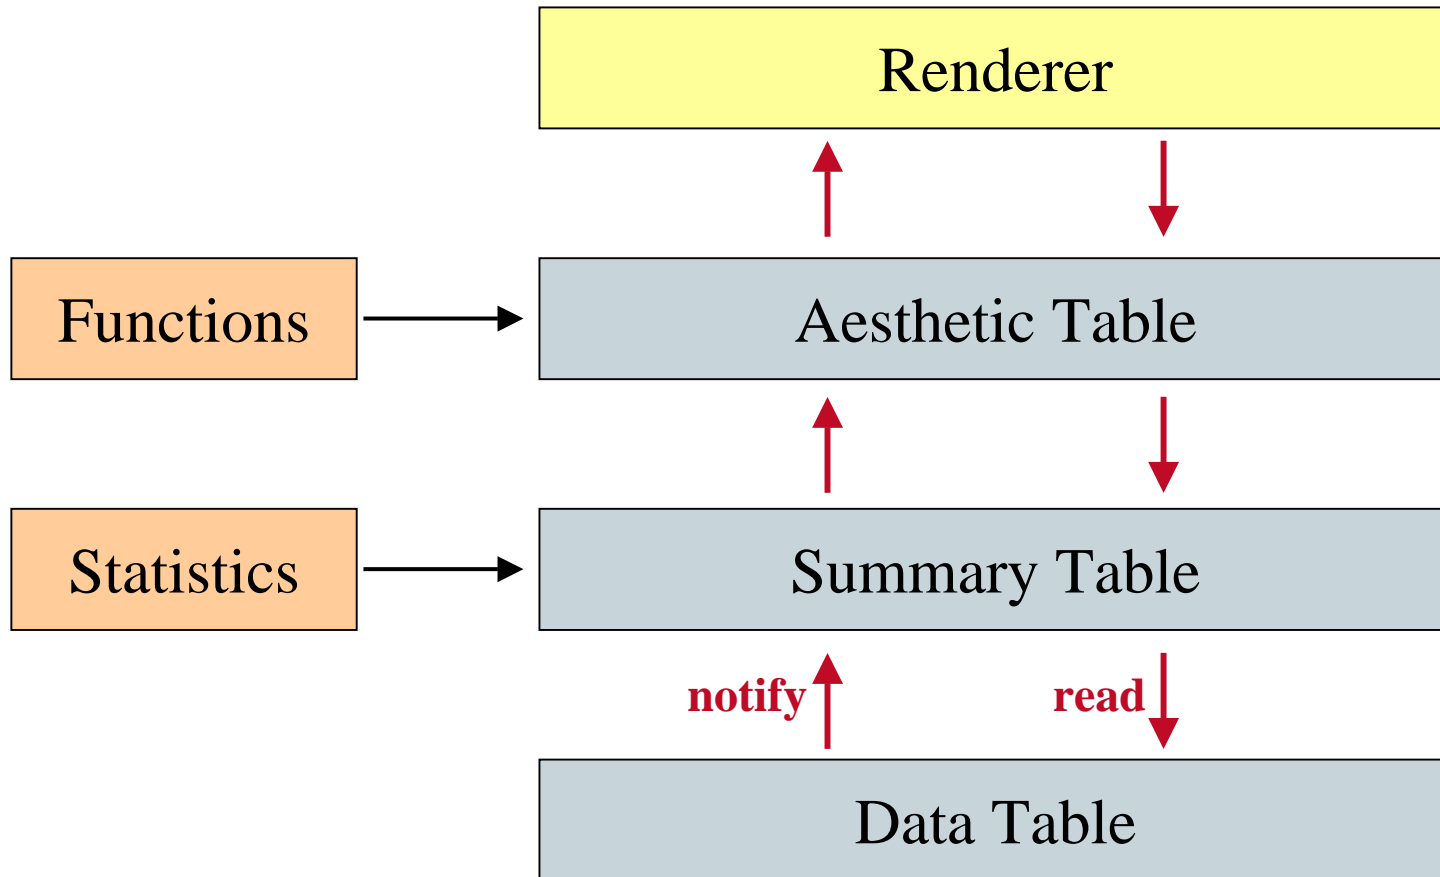 Renderer
Functions
Aesthetic Table
Statistics
Summary Table
notify
read
Data Table